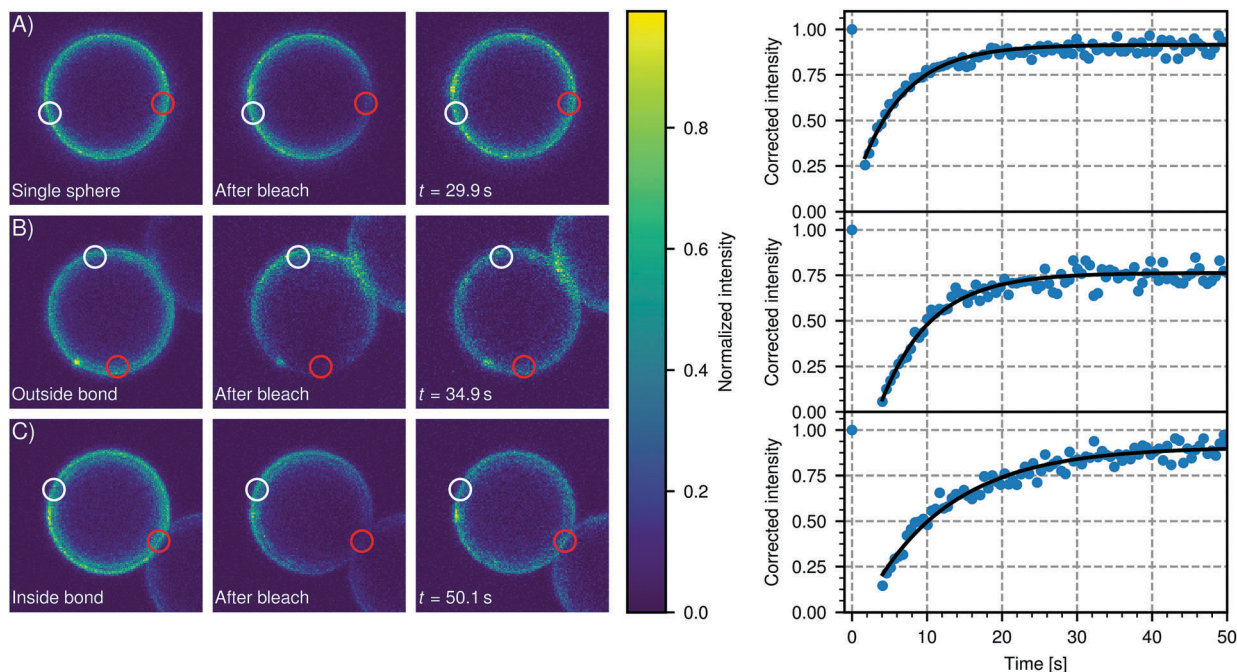 A)
Single sphere
After bleach
t = 29.9 s
B)
Outside bond
After bleach
t = 34.9 s
C)
Inside bond
After bleach
t = 50.1 s
0.8
0.6
0.4
0.2
0.0
Normalized intensity
1.00
0.75
0.50
0.25
0.00
Corrected intensity
1.00
0.75
0.50
0.25
0.00
Corrected intensity
1.00
0.75
0.50
0.25
0.00
Corrected intensity
0 10 20 30 40 50
Time [s]